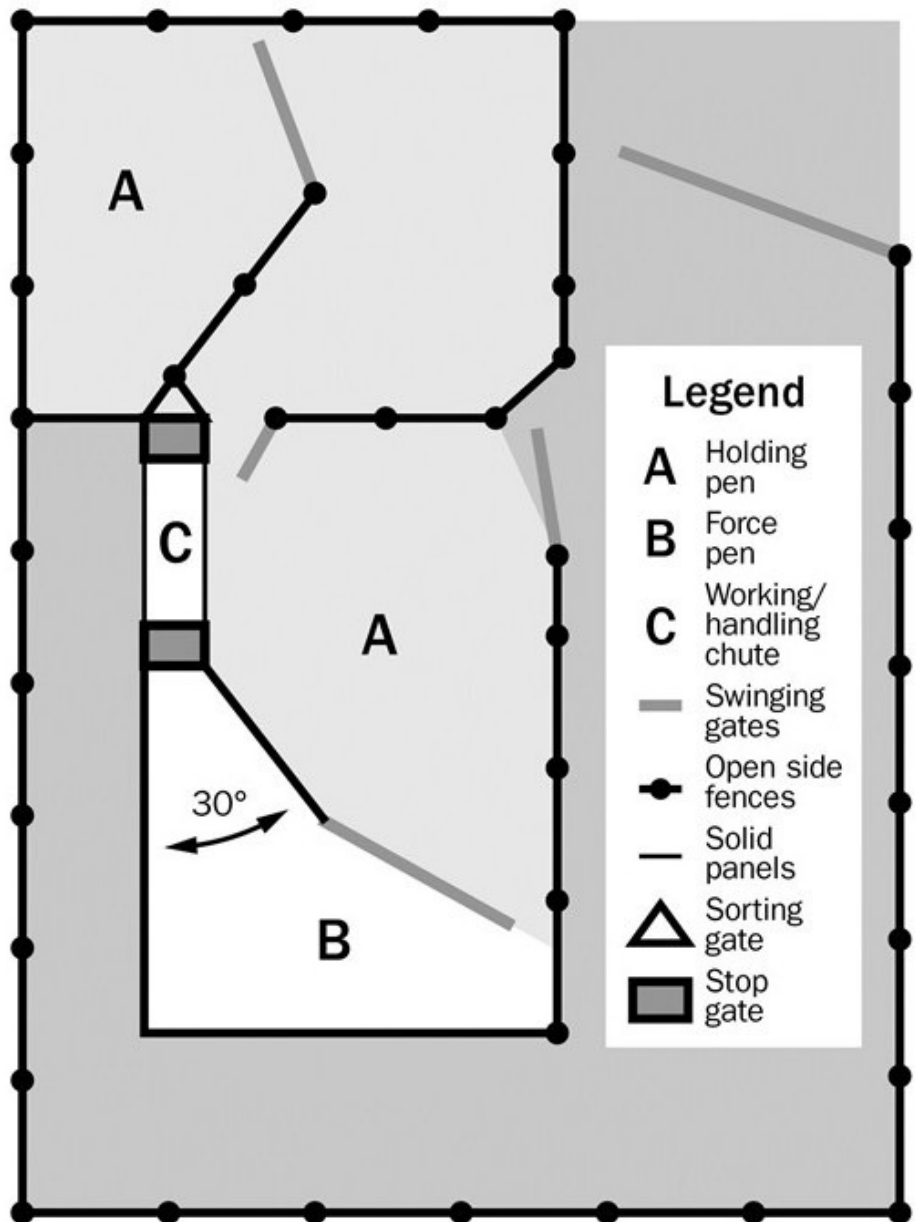 A
C
A
30°
B
Legend
A Holding
pen
B Force
pen
C Working/
handling
chute
Swinging
gates
Open side
fences
Solid
panels
Sorting
gate
Stop
gate